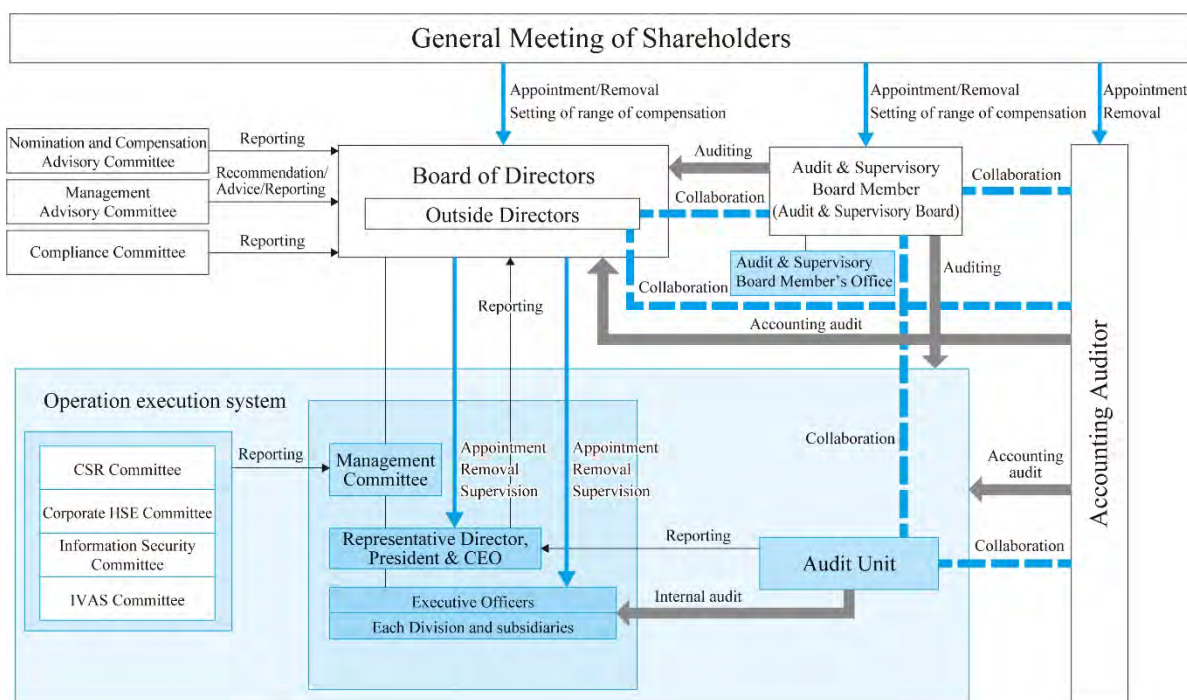 General Meeting of Shareholders
Appointment/Removal
Setting of range of compensation
Appointment/Removal
Setting of range of compensation
Appointment
Removal
Nomination and Compensation
Advisory Committee
Reporting
Management
Advisory Committee
Recommendation/
Advice/Reporting
Compliance Committee
Reporting
Board of Directors
Outside Directors
Auditing
Collaboration
Audit & Supervisory
Board Member
(Audit & Supervisory Board)
Collaboration
Audit & Supervisory
Board Member's Office
Auditing
Reporting
Collaboration
Collaboration
Accounting audit
Accounting Auditor
Operation execution system
CSR Committee
Corporate HSE Committee
Information Security
Committee
IVAS Committee
Reporting
Management
Committee
Appointment
Removal
Supervision
Appointment
Removal
Supervision
Collaboration
Accounting
audit
Representative Director,
President & CEO
Reporting
Audit Unit
Collaboration
Executive Officers
Each Division and subsidiaries
Internal audit